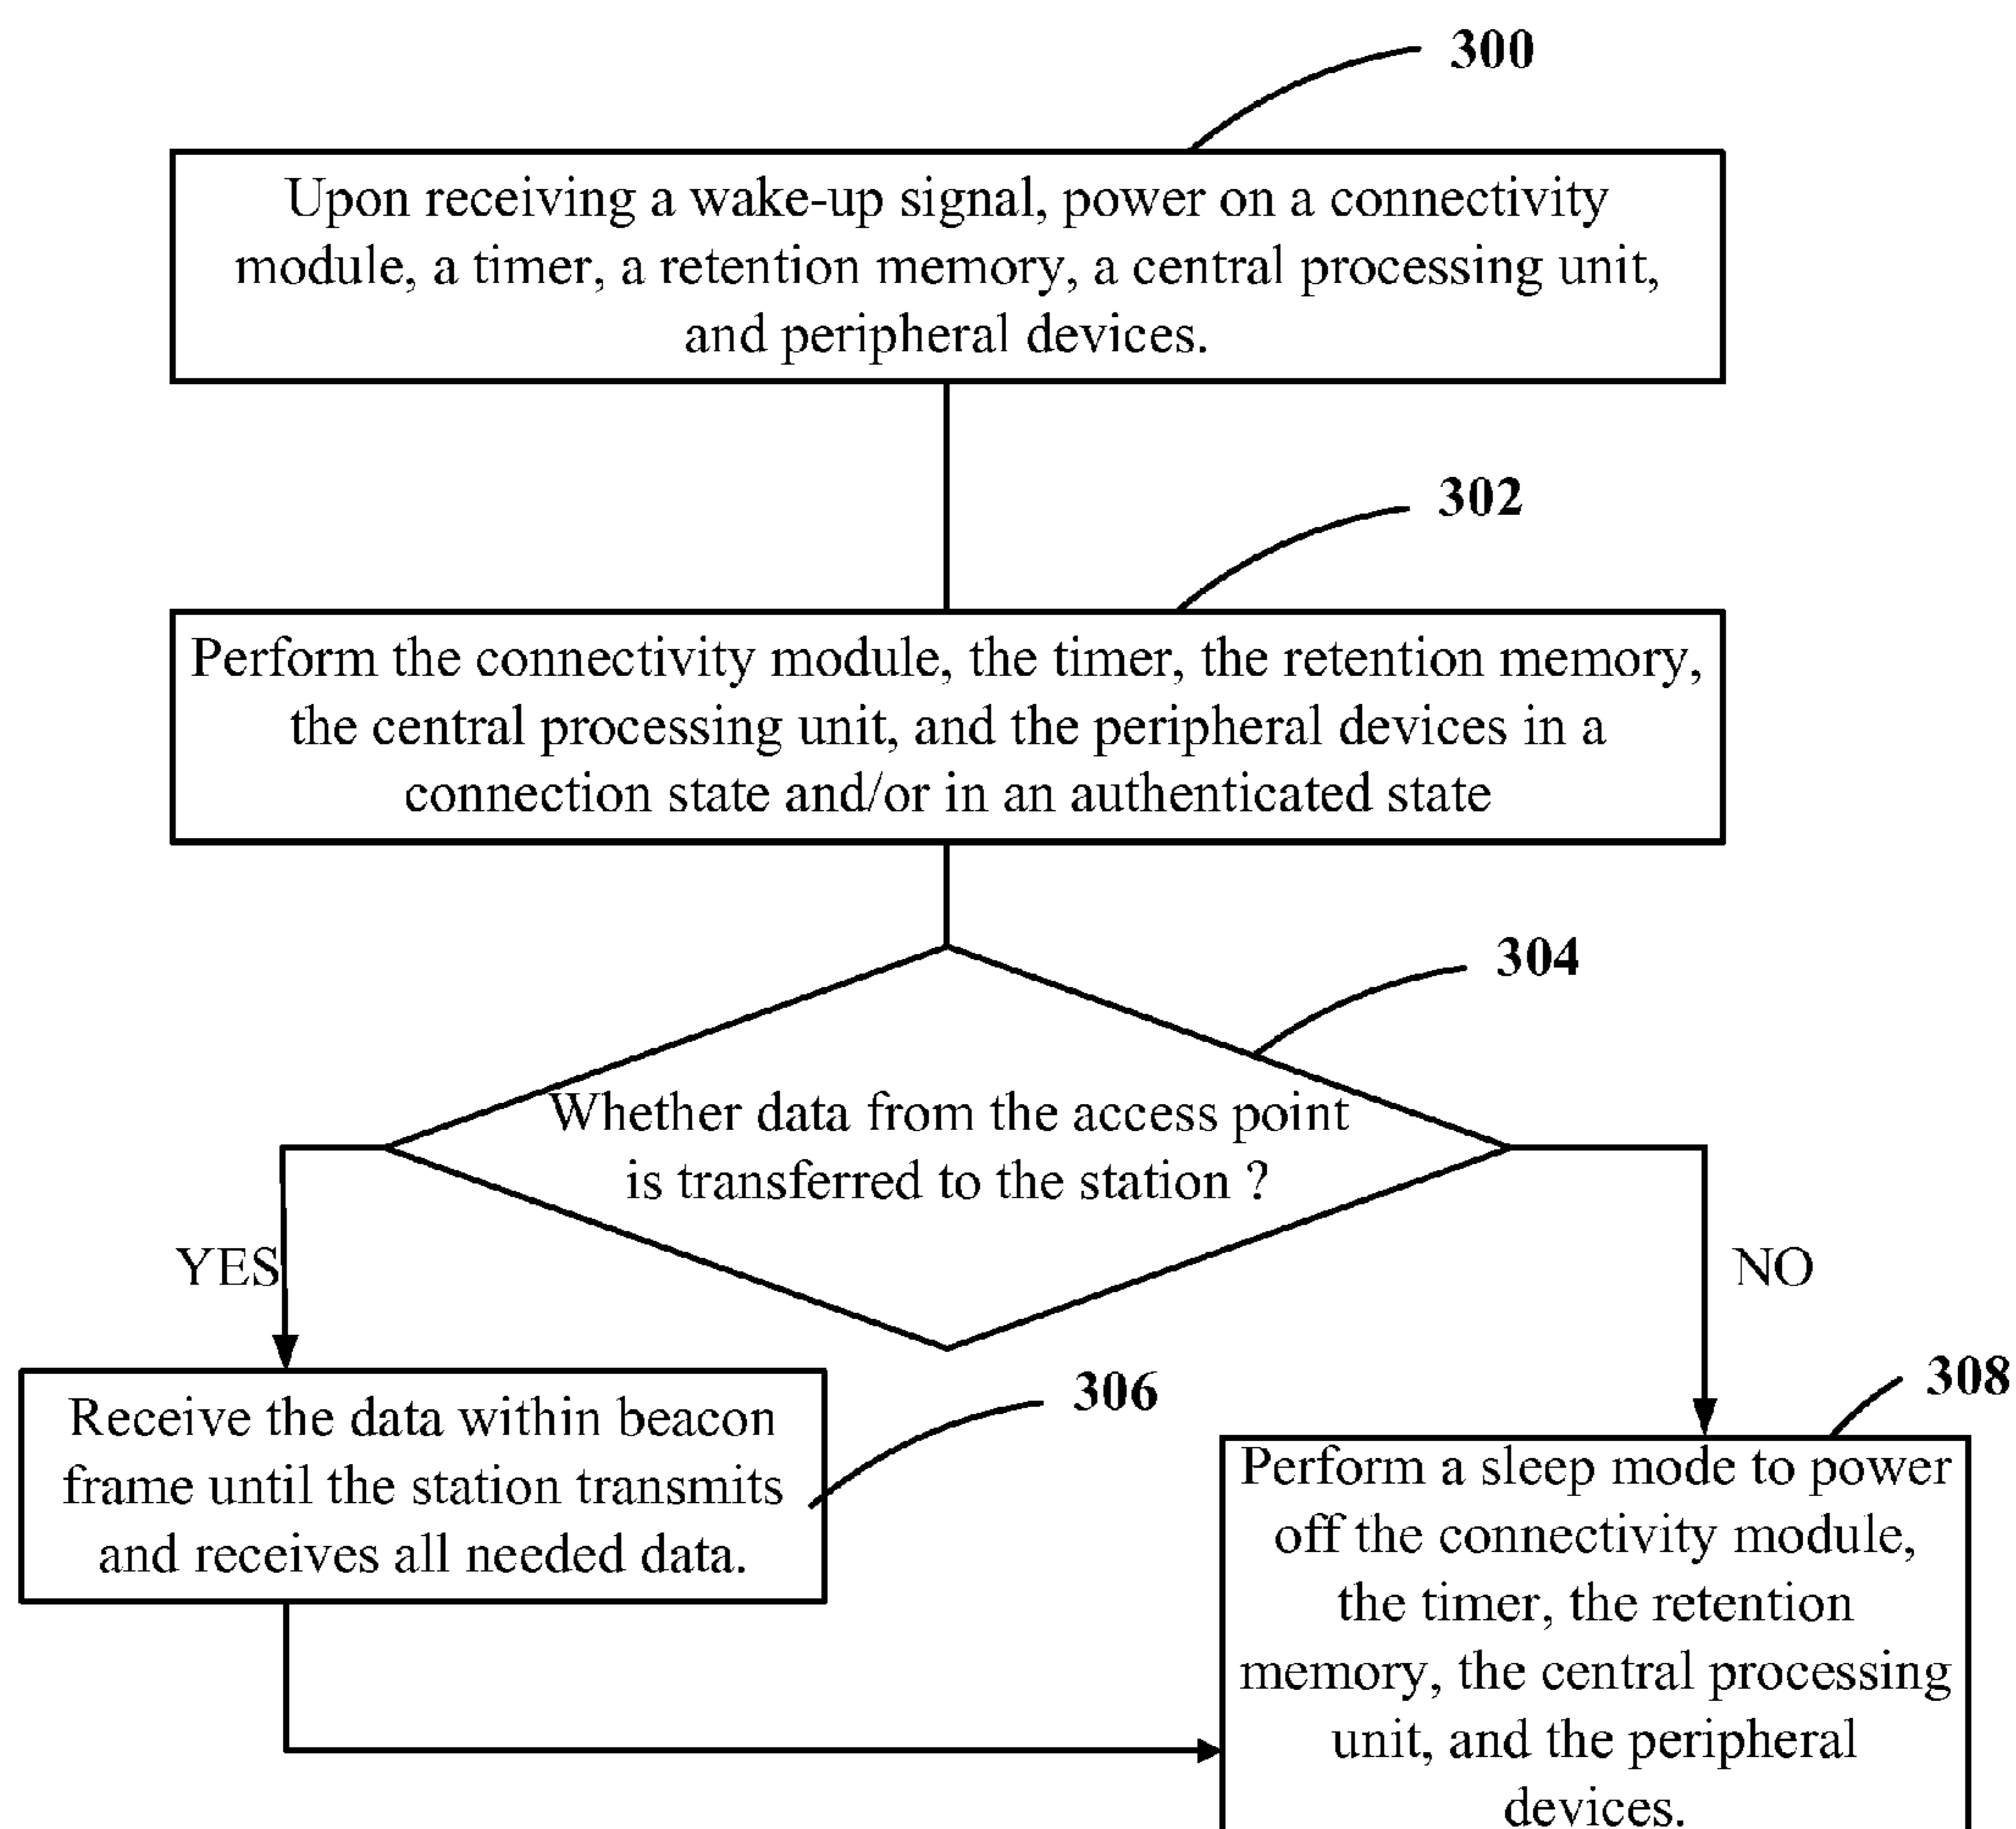 300
Upon receiving a wake-up signal, power on a connectivity
module, a timer, a retention memory, a central processing unit,
and peripheral devices.
302
Perform the connectivity module, the timer, the retention memory,
the central processing unit, and the peripheral devices in a
connection state and/or in an authenticated state
304
Whether data from the access point
is transferred to the station ?
YES
NO
306
Receive the data within beacon
frame until the station transmits
and receives all needed data.
308
Perform a sleep mode to power
off the connectivity module,
the timer, the retention
memory, the central processing
unit, and the peripheral
devices.